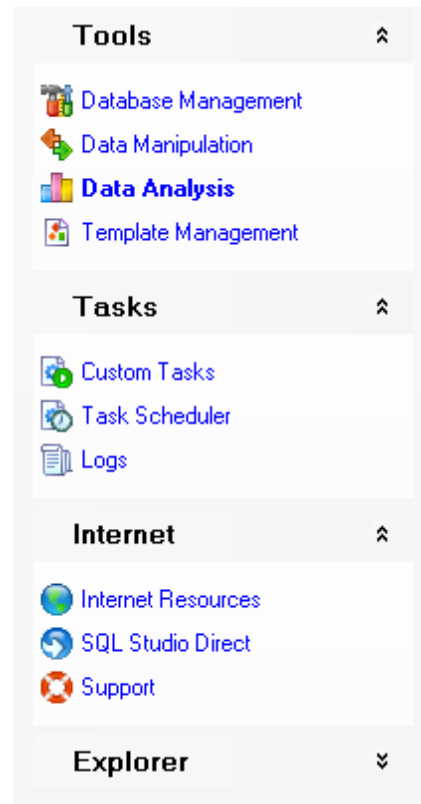 Tools
Database Management
Data Manipulation
Data Analysis
Template Management
Tasks
Custom Tasks
Task Scheduler
Logs
Internet
Internet Resources
SQL Studio Direct
Support
Explorer